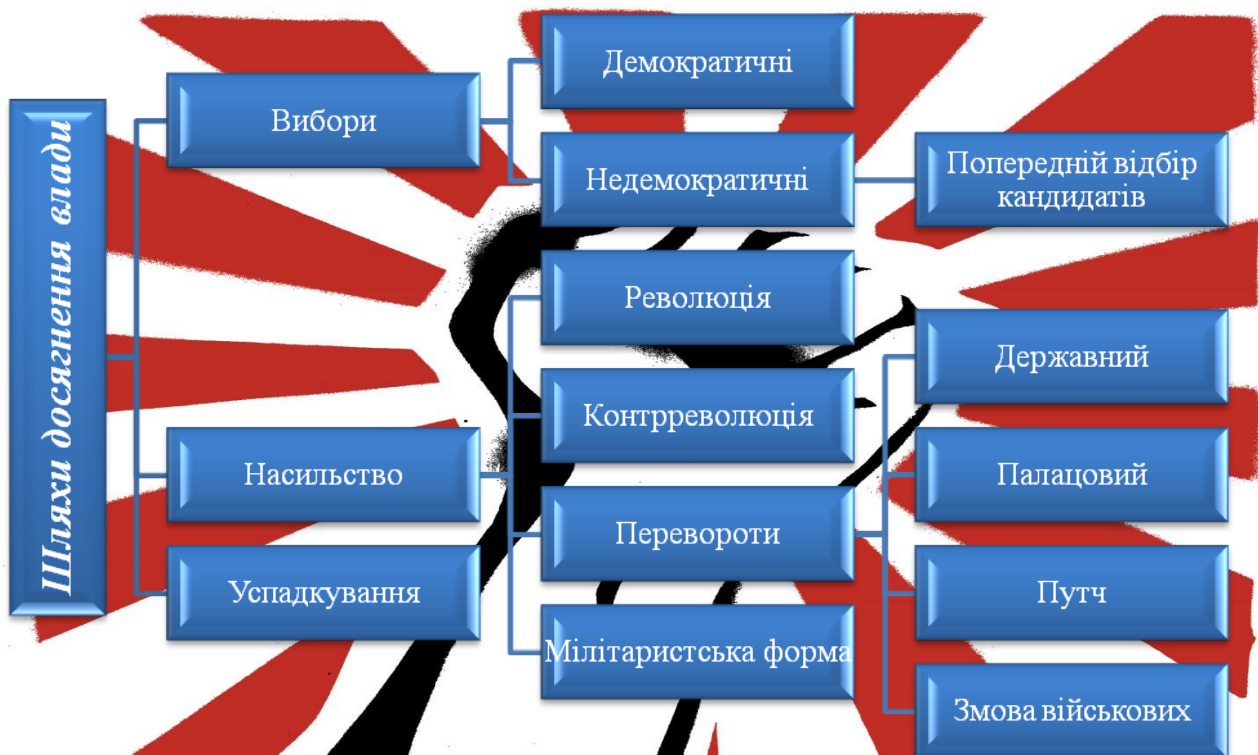 Шляхи досягнення влади
Вибори
Демократичні
Недемократичні
Попередній відбір
кандидатів
Насильство
Революція
Контрреволюція
Перевороти
Державний
Палацовий
Путч
Змова військових
Мілітаристська форма
Успадкування